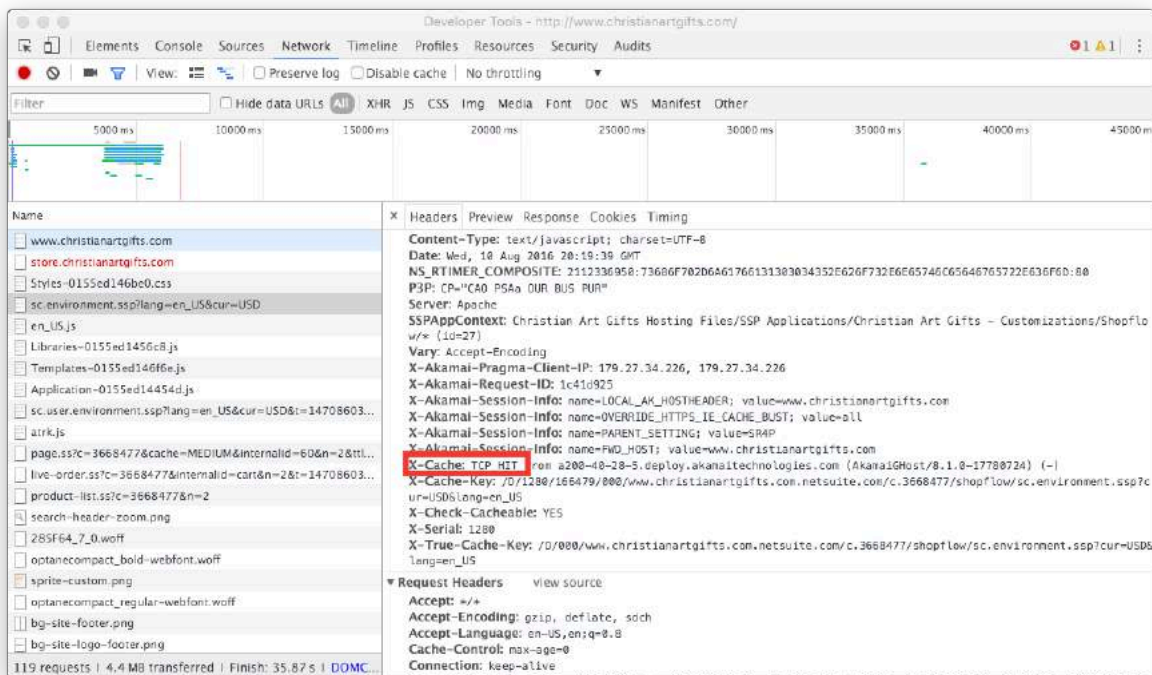 Developer Tools - http://www.christianartgifts.com/
Elements Console Sources Network Timeline Profiles Resources Security Audits 1 1
View: Preserve log Disable cache No throttling
Filter Hide data URLs All XHR JS CSS Img Media Font Doc WS Manifest Other
5000 ms 10000 ms 15000 ms 20000 ms 25000 ms 30000 ms 35000 ms 40000 ms 45000 m
Name
www.christianartgifts.com
store.christianartgifts.com
Styles-0155ed146be0.css
sc.environment.ssp?lang=en_US&cur=USD
en_US.js
Libraries-0155ed1456c8.js
Templates-0155ed146f6e.js
Application-0155ed14454d.js
sc.user.environment.ssp?lang=en_US&cur=USD&t=14708603...
atrk.js
page.ss?c=3668477&cache=MEDIUM&internalid=60&n=2&ttl...
live-order.ss?c=3668477&internalid=cart&n=2&t=14708603...
product-list.ss?c=3668477&n=2
search-header-zoom.png
285F64_7_0.woff
optanecompact_bold-webfont.woff
sprite-custom.png
optanecompact_regular-webfont.woff
bg-site-footer.png
bg-site-logo-footer.png
119 requests | 4.4 MB transferred | Finish: 35.87 s | DOMC...
× Headers Preview Response Cookies Timing
Content-Type: text/javascript; charset=UTF-8
Date: Wed, 10 Aug 2016 20:19:39 GMT
P3P: CP="CAO PSAa OUR BUS PUR"
Server: Apache
SSPAppContext: Christian Art Gifts Hosting Files/SSP Applications/Christian Art Gifts - Customizations/Shopflo
w/* (id=27)
Vary: Accept-Encoding
X-Akamai-Pragma-Client-IP: 179.27.34.226, 179.27.34.226
X-Akamai-Request-ID: 1c41d925
X-Akamai-Session-Info: name=LOCAL_AK_HOSTHEADER; value=www.christianartgifts.com
X-Akamai-Session-Info: name=OVERRIDE_HTTPS_IE_CACHE_BUST; value=all
X-Akamai-Session-Info: name=PARENT_SETTING; value=SR4P
X-Akamai-Session-Info: name=FWD_HOST; value=www.christianartgifts.com
X-Cache: TCP_HIT from a200-40-28-5.deploy.akamaitechnologies.com (AkamaiGHost/8.1.0-17780724) (-)
X-Cache-Key: /D/1280/166479/000/www.christianartgifts.com.netsuite.com/c.3668477/shopflow/sc.environment.ssp?c
ur=USD&lang=en_US
X-Check-Cacheable: YES
X-Serial: 1280
X-True-Cache-Key: /D/000/www.christianartgifts.com.netsuite.com/c.3668477/shopflow/sc.environment.ssp?cur=USD&
lang=en_US
Request Headers view source
Accept: */*
Accept-Encoding: gzip, deflate, sdch
Accept-Language: en-US,en;q=0.8
Cache-Control: max-age=0
Connection: keep-alive